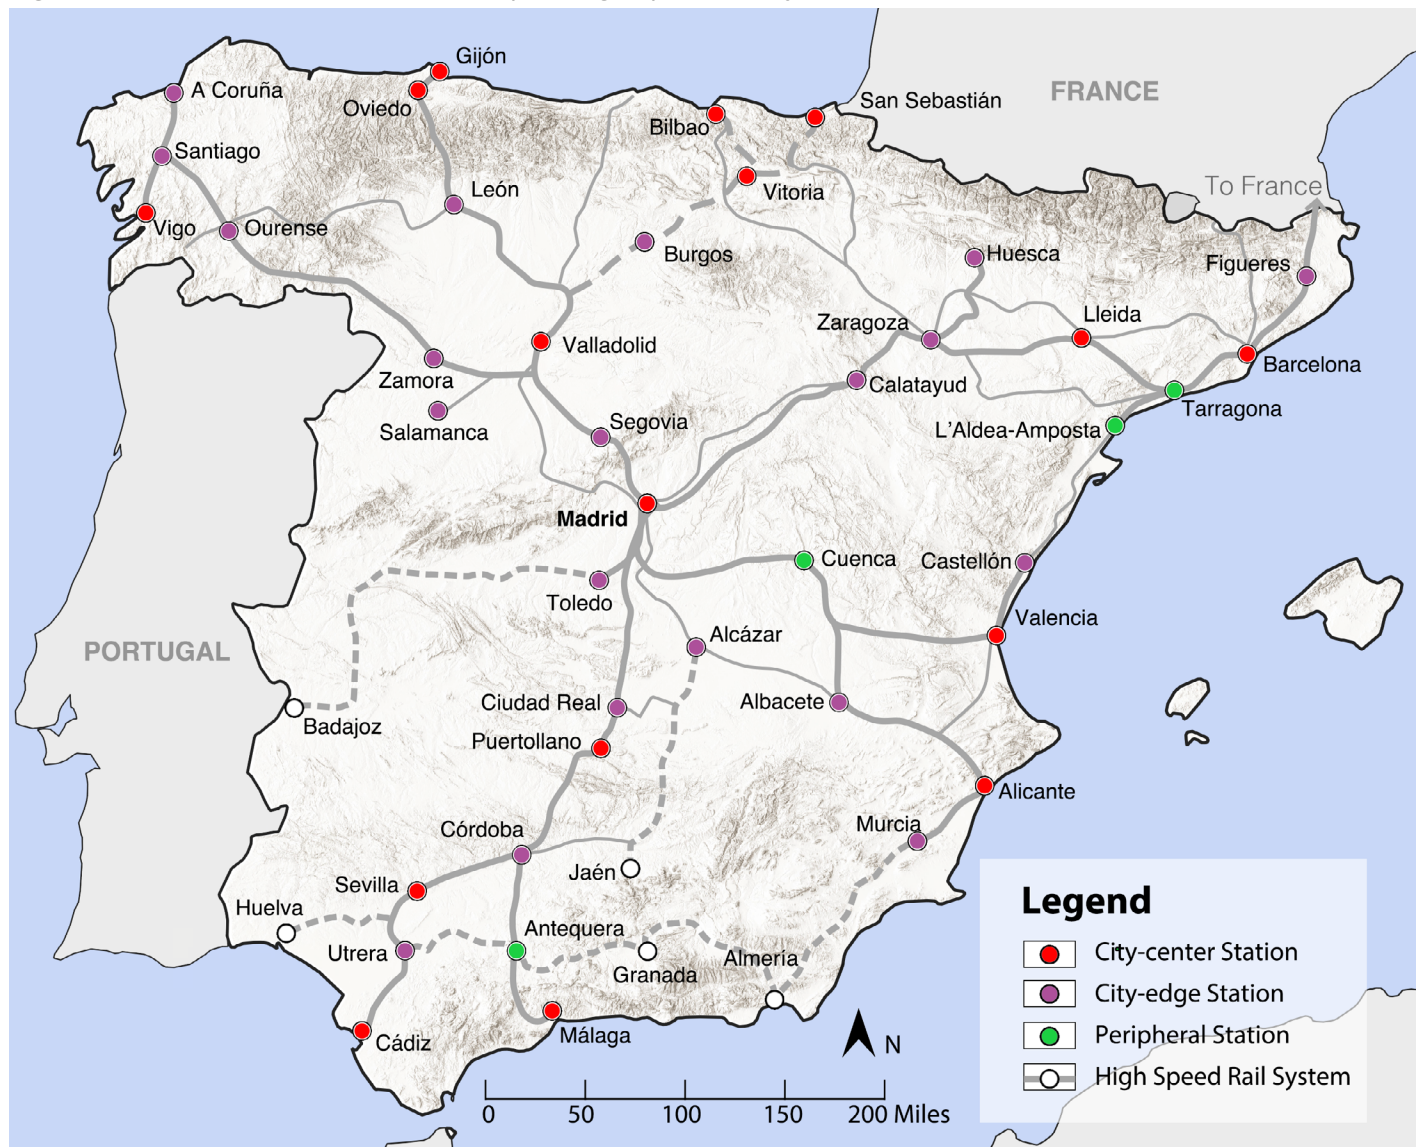 Gijón
A Coruña
Oviedo
San Sebastián
FRANCE
Bilbao
Santiago
León
Vitoria
To France
Vigo
Ourense
Burgos
Huesca
Figueres
Zaragoza
Lleida
Valladolid
Zamora
Calatayud
Barcelona
Salamanca
Segovia
Tarragona
L'Aldea-Amposta
Madrid
Cuenca
Castellón
Toledo
Valencia
PORTUGAL
Alcázar
Ciudad Real
Albacete
Badajoz
Puertollano
Alicante
Murcia
Córdoba
Jaén
Sevilla
Huelva
Antequera
Utrera
Granada
Almería
Cádiz
Málaga
N
0 50 100 150 200 Miles
Legend
City-center Station
City-edge Station
Peripheral Station
High Speed Rail System